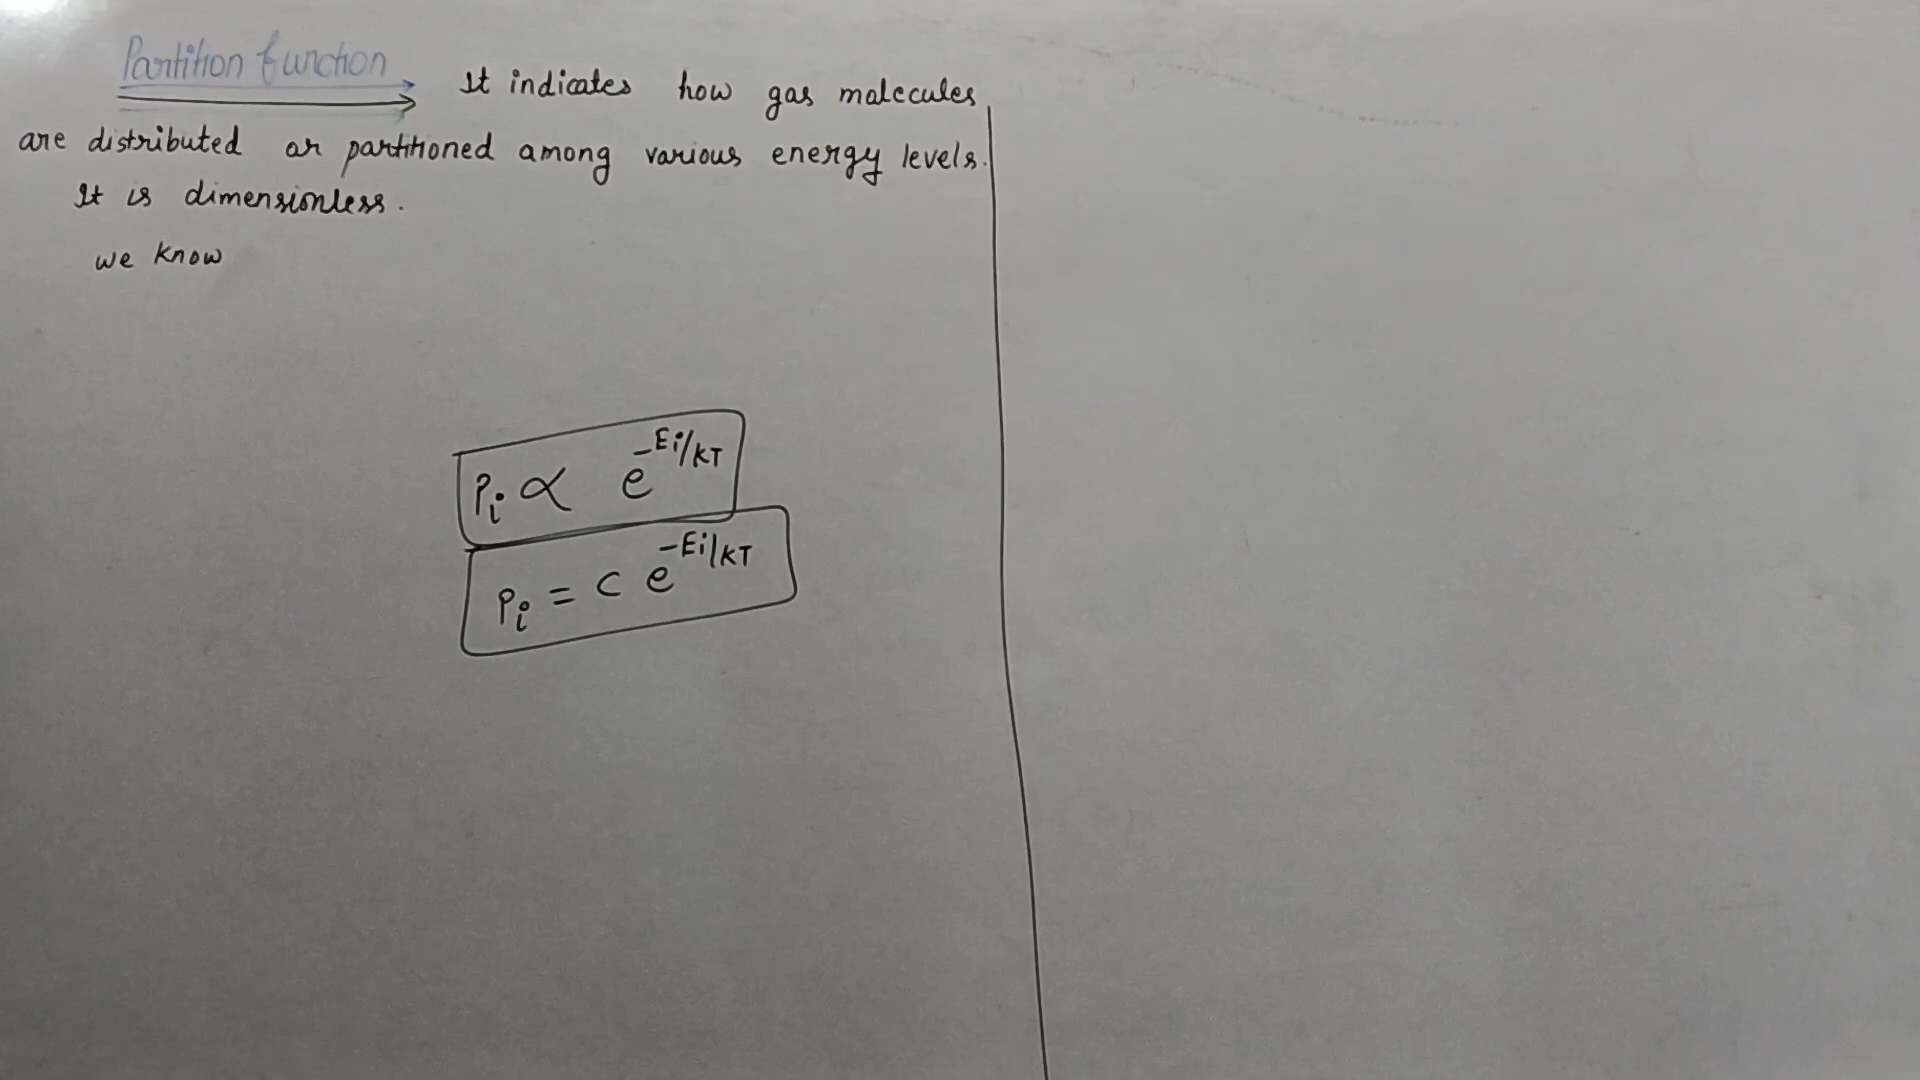 Partition function It indicates how gas molecules
are distributed or partitioned among various energy levels.
It is dimensionless.
we know
Pi ∝ e^-Ei/kT
Pi = c e^-Ei/kT